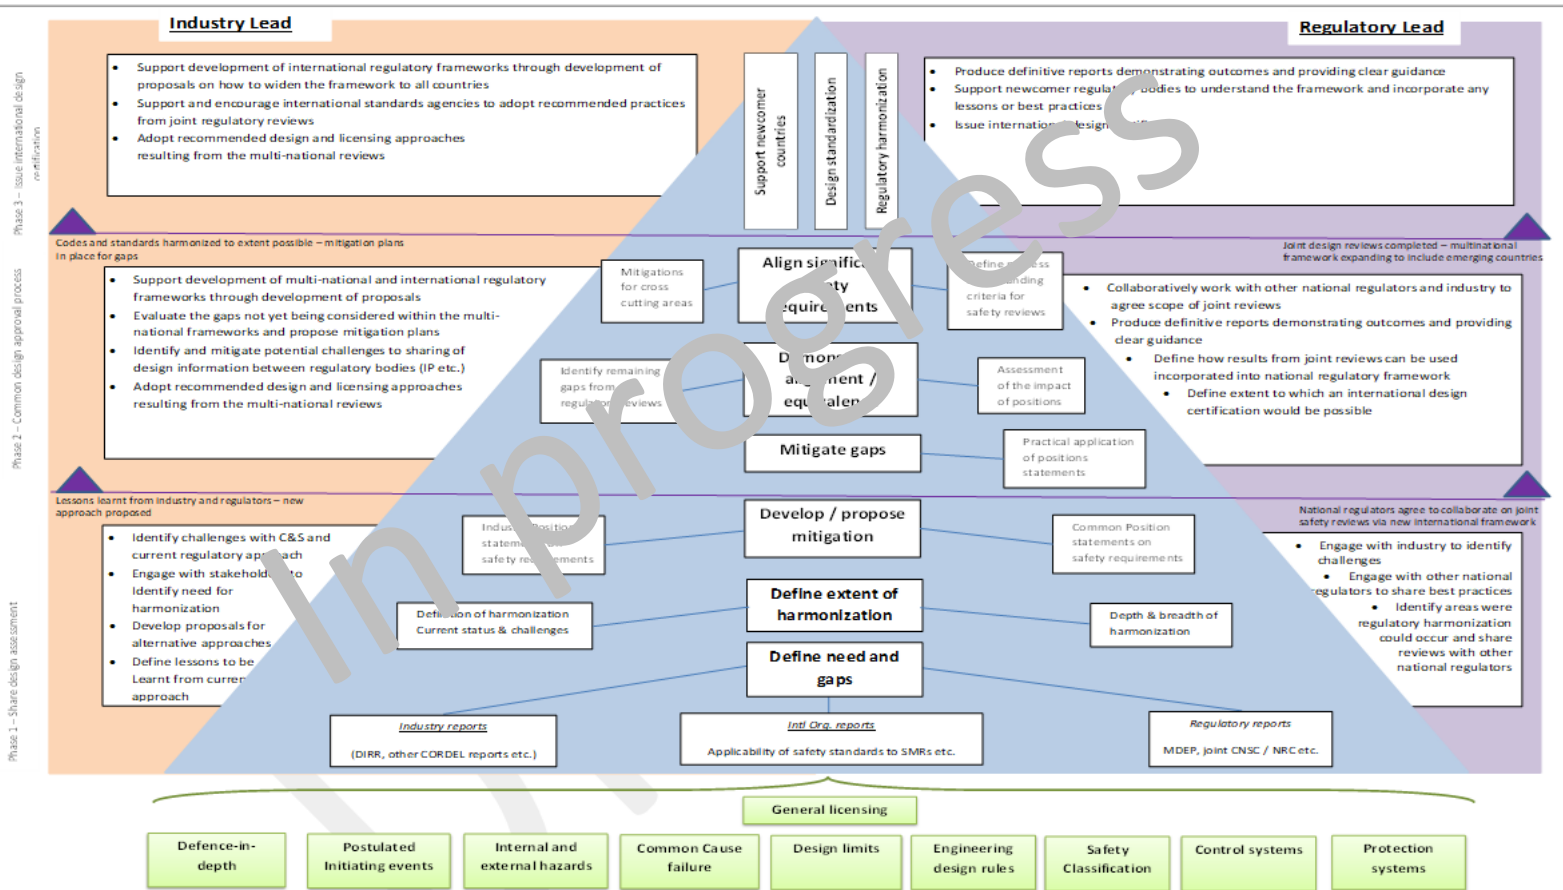 Industry Lead
Regulatory Lead
Phase 3 – Issue international design
certification
• Support development of international regulatory frameworks through development of
proposals on how to widen the framework to all countries
• Support and encourage international standards agencies to adopt recommended practices
from joint regulatory reviews
• Adopt recommended design and licensing approaches
resulting from the multi-national reviews
Support newcomer
countries
Design standardization
Regulatory harmonization
• Produce definitive reports demonstrating outcomes and providing clear guidance
• Support newcomer regulatory bodies to understand the framework and incorporate any
lessons or best practices
• Issue international design
Codes and standards harmonized to extent possible – mitigation plans
in place for gaps
Joint design reviews completed – multinational
framework expanding to include emerging countries
Phase 2 – Common design approval process
• Support development of multi-national and international regulatory
frameworks through development of proposals
• Evaluate the gaps not yet being considered within the multi-
national frameworks and propose mitigation plans
• Identify and mitigate potential challenges to sharing of
design information between regulatory bodies (IP etc.)
• Adopt recommended design and licensing approaches
resulting from the multi-national reviews
Mitigations
for cross
cutting areas
Align
requirements
Define
criteria for
safety reviews
• Collaboratively work with other national regulators and industry to
agree scope of joint reviews
• Produce definitive reports demonstrating outcomes and providing
clear guidance
• Define how results from joint reviews can be used
incorporated into national regulatory framework
• Define extent to which an international design
certification would be possible
Identify remaining
gaps from
reviews
alignment /
Assessment
of the impact
of positions
Mitigate gaps
Practical application
of positions
statements
In progress
Lessons learnt from industry and regulators – new
approach proposed
National regulators agree to collaborate on joint
safety reviews via new international framework
Phase 1 – Share design assessment
• Identify challenges with C&S and
current regulatory approach
• Engage with stakeholders to
Identify need for
harmonization
• Develop proposals for
alternative approaches
• Define lessons to be
Learnt from current
approach
Industry Position
safety requirements
Develop / propose
mitigation
Common Position
statements on
safety requirements
• Engage with industry to identify
challenges
• Engage with other national
regulators to share best practices
• Identify areas were
regulatory harmonization
could occur and share
reviews with other
national regulators
Definition of harmonization
Current status & challenges
Define extent of
harmonization
Depth & breadth of
harmonization
Define need and
gaps
Industry reports
(DIRR, other CORDEL reports etc.)
Intl Org. reports
Applicability of safety standards to SMRs etc.
Regulatory reports
MDEP, joint CNSC / NRC etc.
General licensing
Defence-in-
depth
Postulated
Initiating events
Internal and
external hazards
Common Cause
failure
Design limits
Engineering
design rules
Safety
Classification
Control systems
Protection
systems